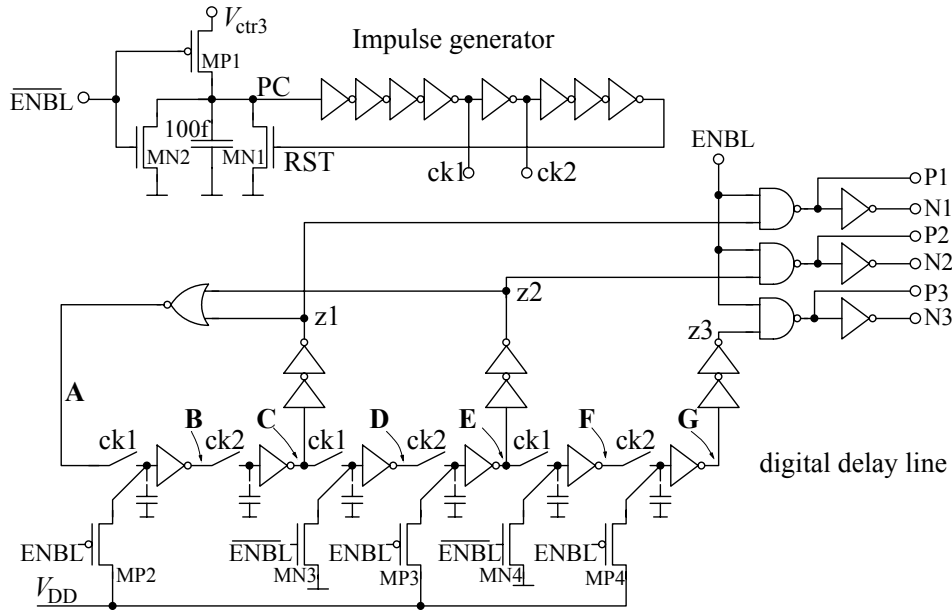 Vctr3
Impulse generator
MP1
PC
ENBL
100f
MN2
MN1
RST
ck1
ck2
ENBL
P1
N1
P2
N2
P3
N3
z1
z2
z3
A
B
C
D
E
F
G
ck1
ck2
ck1
ck2
ck1
ck2
digital delay line
ENBL
MP2
ENBL
MN3
ENBL
MP3
ENBL
MN4
ENBL
MP4
VDD